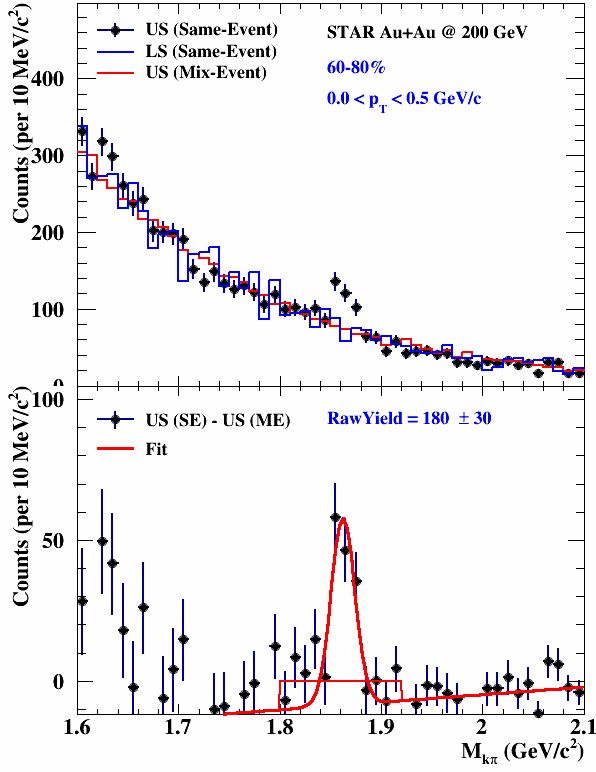 US (Same-Event)
LS (Same-Event)
US (Mix-Event)
STAR Au+Au @ 200 GeV
60-80%
0.0 < p_T < 0.5 GeV/c
Counts (per 10 MeV/c²)
400
300
200
100
0
US (SE) - US (ME)
Fit
RawYield = 180 ± 30
Counts (per 10 MeV/c²)
100
50
0
1.6 1.7 1.8 1.9 2 2.1
M_kπ (GeV/c²)